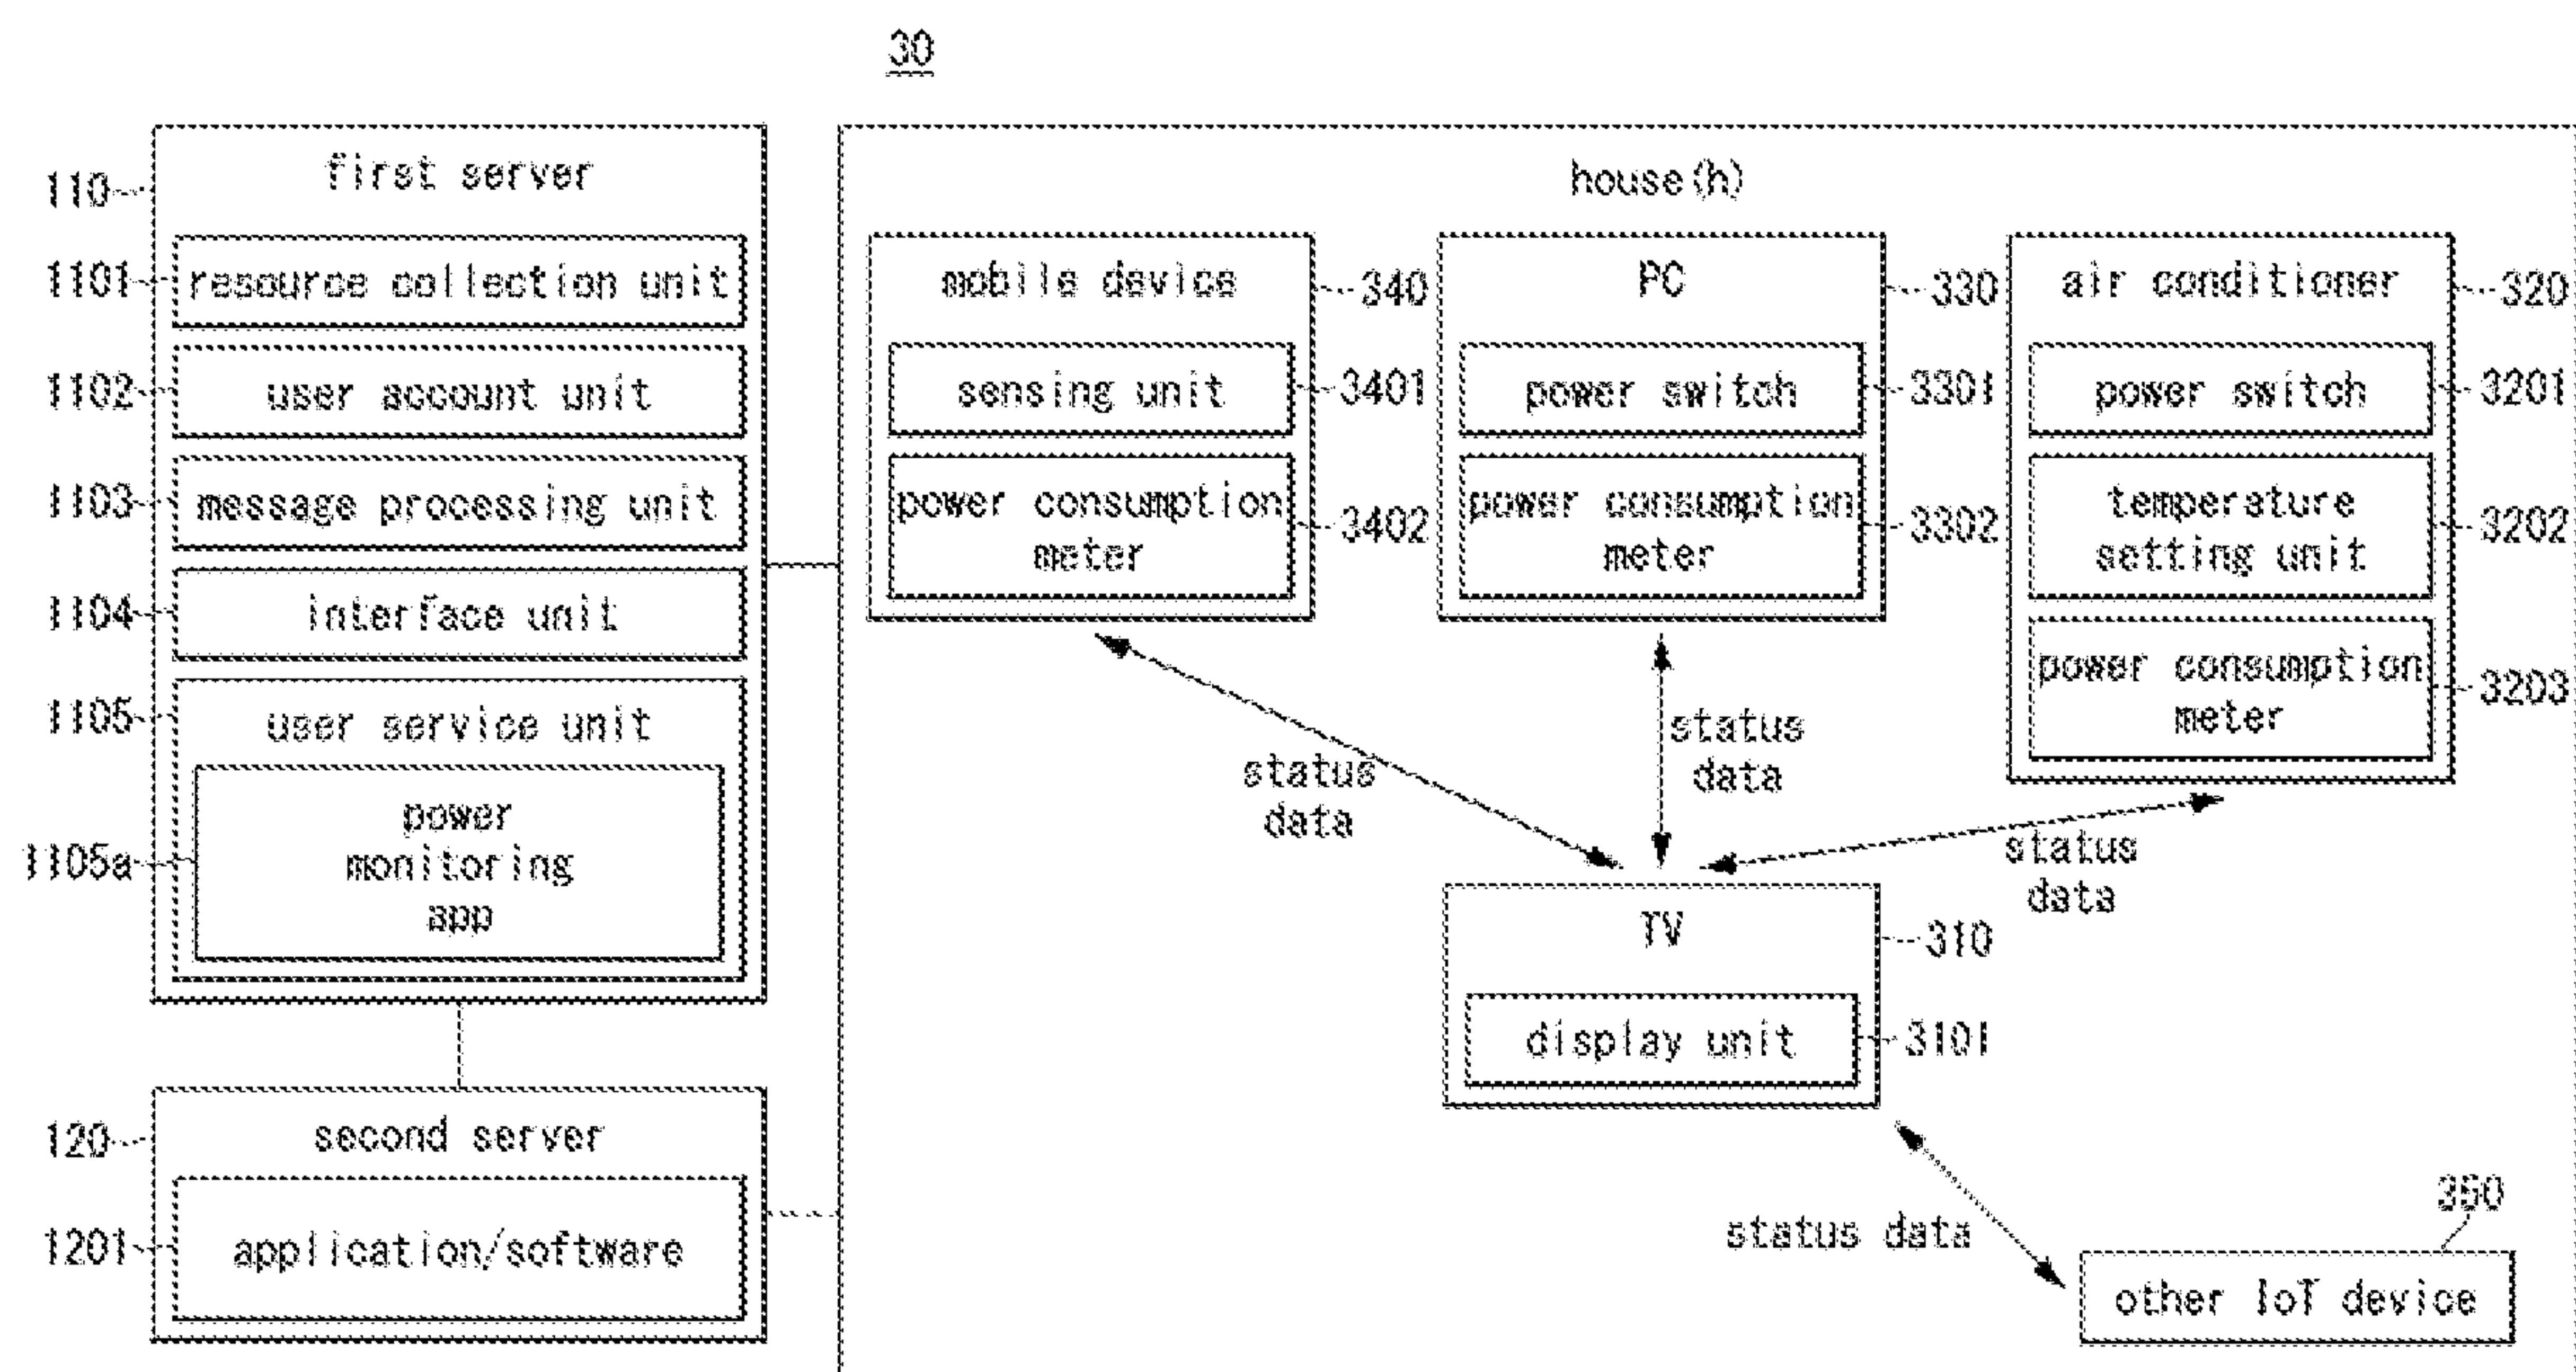 30
first server
110
resource collection unit
1101
user account unit
1102
message processing unit
1103
interface unit
1104
user service unit
1105
power
monitoring
app
1105a
second server
120
application/software
1201
house(h)
mobile device
340
sensing unit
3401
power consumption
meter
3402
PC
330
power switch
3301
power consumption
meter
3302
air conditioner
320
power switch
3201
temperature
setting unit
3202
power consumption
meter
3203
status
data
status
data
status
data
TV
310
display unit
3101
status data
350
other IoT device